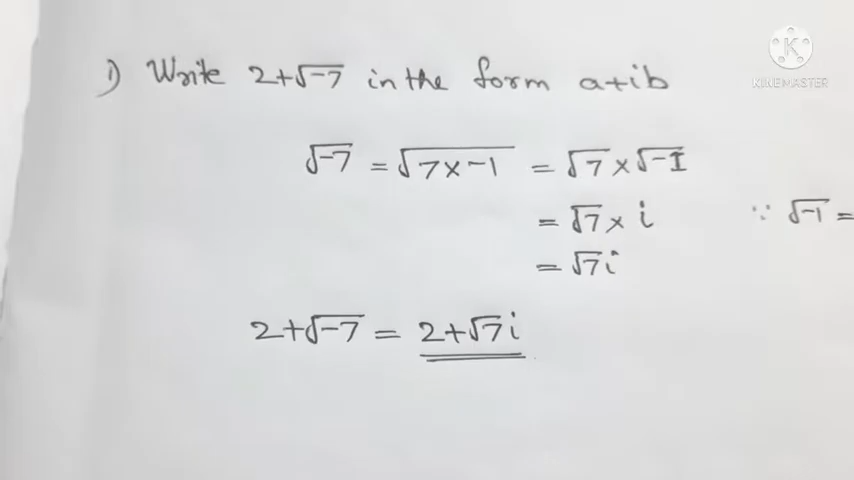 1) Write 2+√-7 in the form a+ib
K
KINEMASTER
√-7 = √7×-1 = √7 × √-1
= √7 × i
∵ √-1 =
= √7i
2+√-7 = 2+√7i